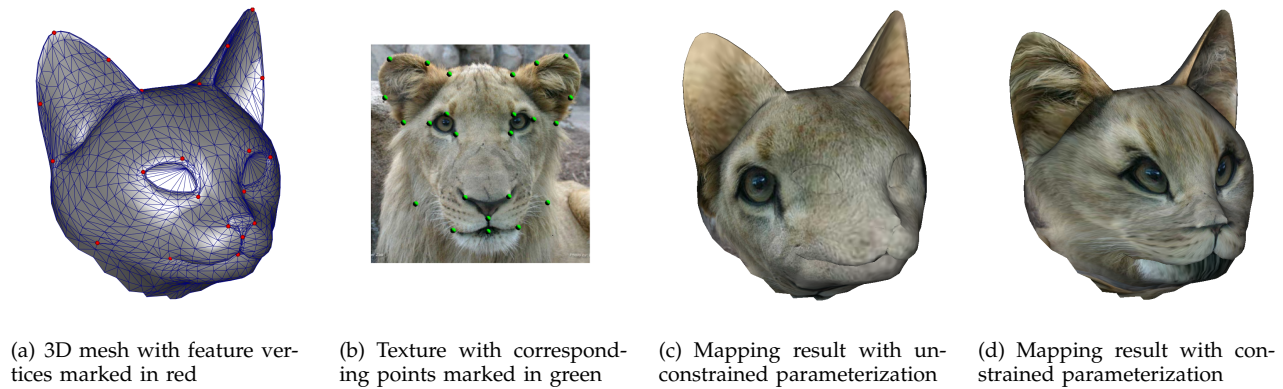 (a) 3D mesh with feature ver-
tices marked in red
(b) Texture with correspond-
ing points marked in green
(c) Mapping result with un-
constrained parameterization
(d) Mapping result with con-
strained parameterization